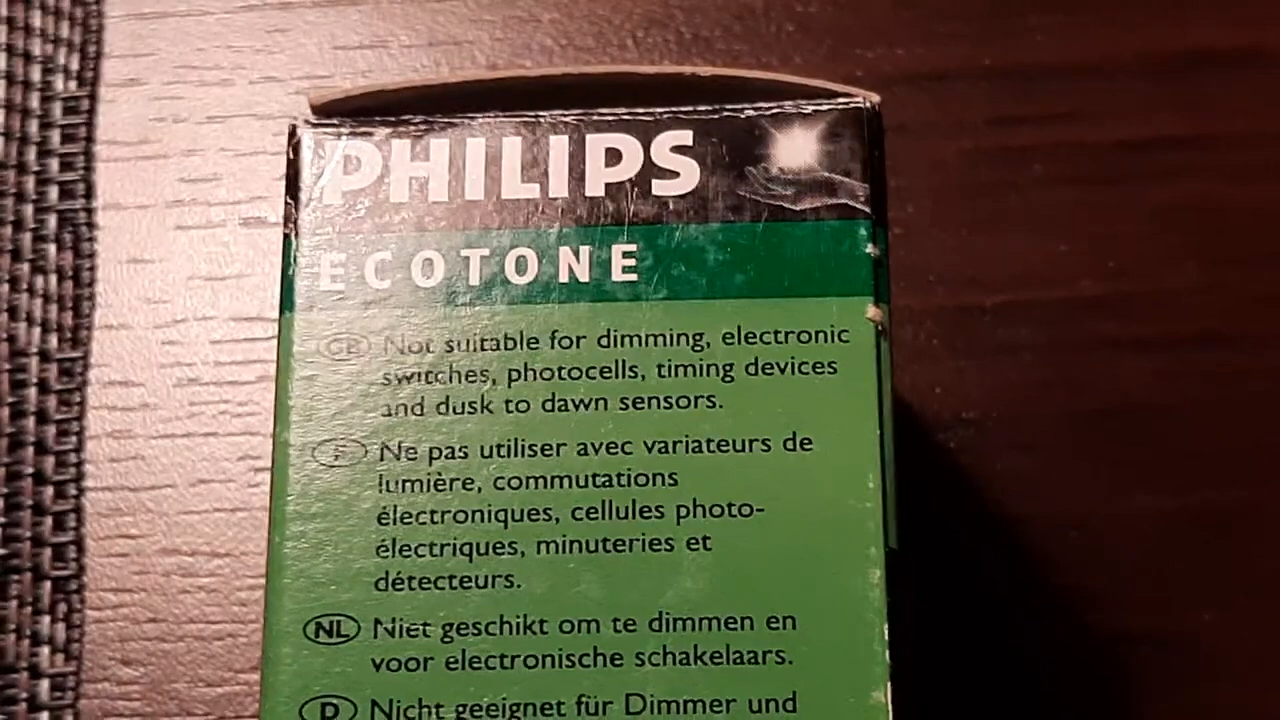 PHILIPS
ECOTONE
GB Not suitable for dimming, electronic
switches, photocells, timing devices
and dusk to dawn sensors.
F Ne pas utiliser avec variateurs de
lumière, commutations
électroniques, cellules photo-
électriques, minuteries et
détecteurs.
NL Niet geschikt om te dimmen en
voor electronische schakelaars.
D Nicht geeignet für Dimmer und